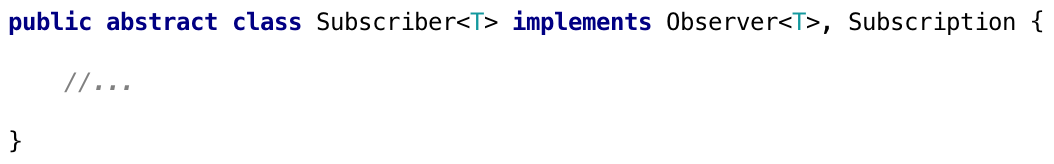 public abstract class Subscriber<T> implements Observer<T>, Subscription {
//...
}